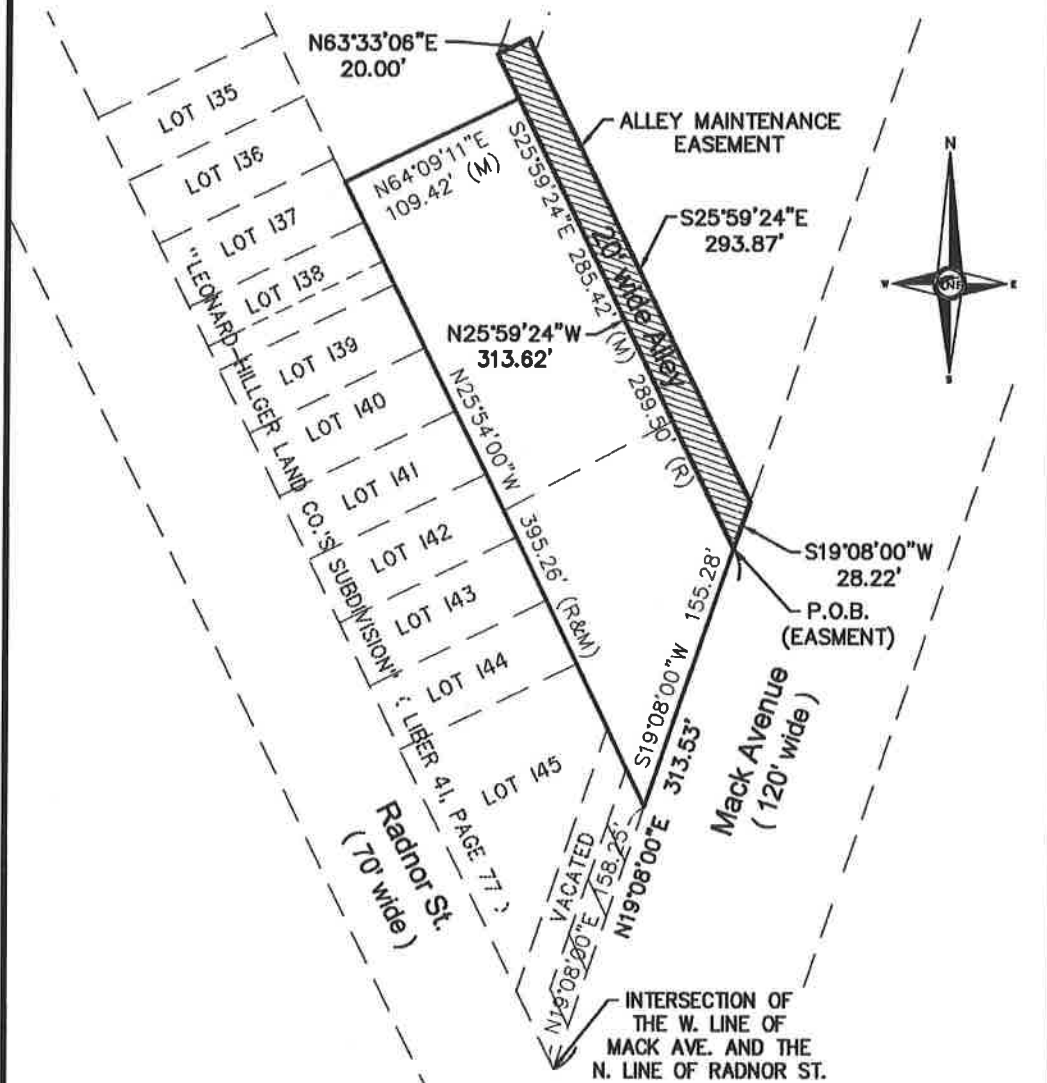 N63°33'06"E
20.00'
LOT 135
LOT 136
LOT 137
LOT 138
LOT 139
LOT 140
LOT 141
LOT 142
LOT 143
LOT 144
LOT 145
N64°09'11"E
109.42' (M)
ALLEY MAINTENANCE
EASEMENT
S25°59'24"E 285.42' (M) 289.50' (R)
20' wide Alley
S25°59'24"E
293.87'
N
W
E
S
N25°59'24"W
313.62'
"LEONARD-HILLGER LAND CO.'S SUBDIVISION" ( LIBER 41, PAGE 77 )
N25°54'00"W 395.26' (R&M)
S19°08'00"W
28.22'
P.O.B.
(EASMENT)
S19°08'00"W 155.28'
N19°08'00"E 313.53'
Mack Avenue
( 120' wide )
Radnor St.
( 70' wide )
VACATED
N19°08'00"E 158.25'
INTERSECTION OF
THE W. LINE OF
MACK AVE. AND THE
N. LINE OF RADNOR ST.